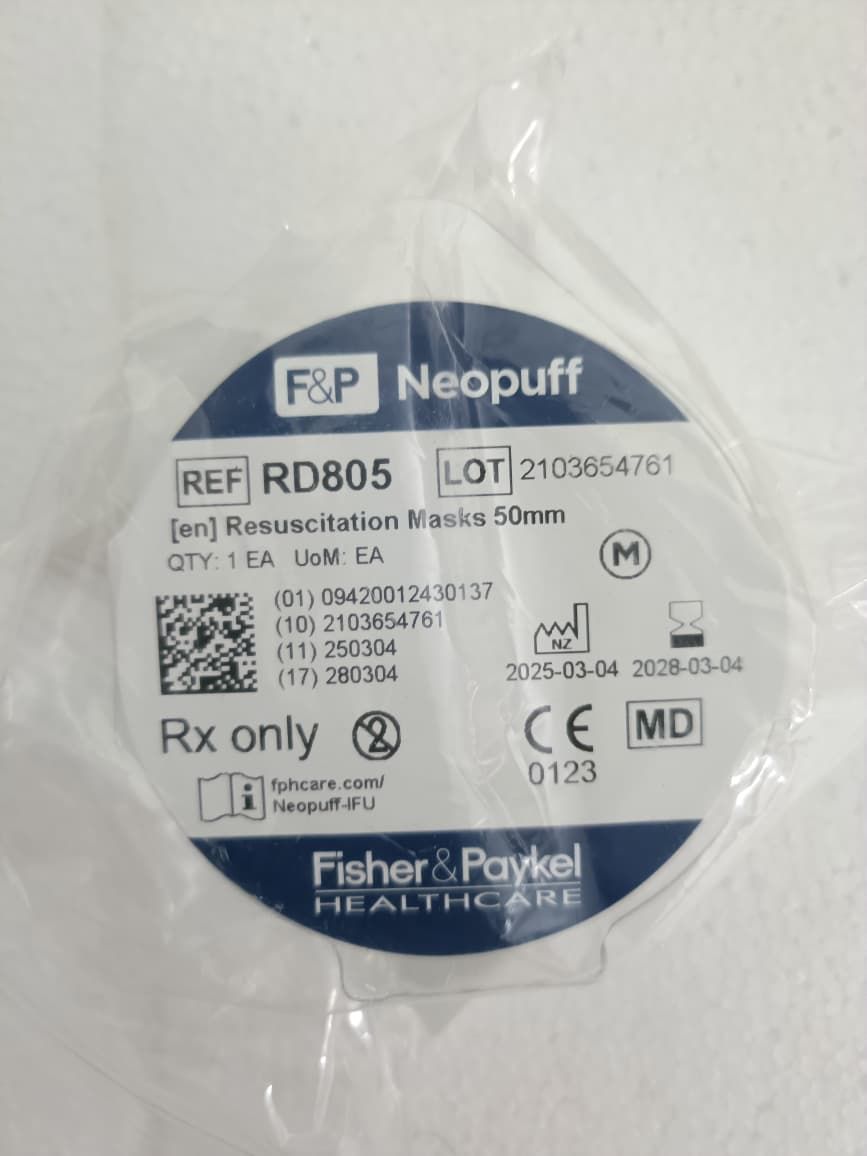 F&P Neopuff
REF RD805 LOT 2103654761
[en] Resuscitation Masks 50mm
QTY: 1 EA UoM: EA
M
(01) 09420012430137
(10) 2103654761
(11) 250304
(17) 280304
NZ
2025-03-04 2028-03-04
Rx only 2
CE MD
0123
i fphcare.com/
Neopuff-IFU
Fisher&Paykel
HEALTHCARE